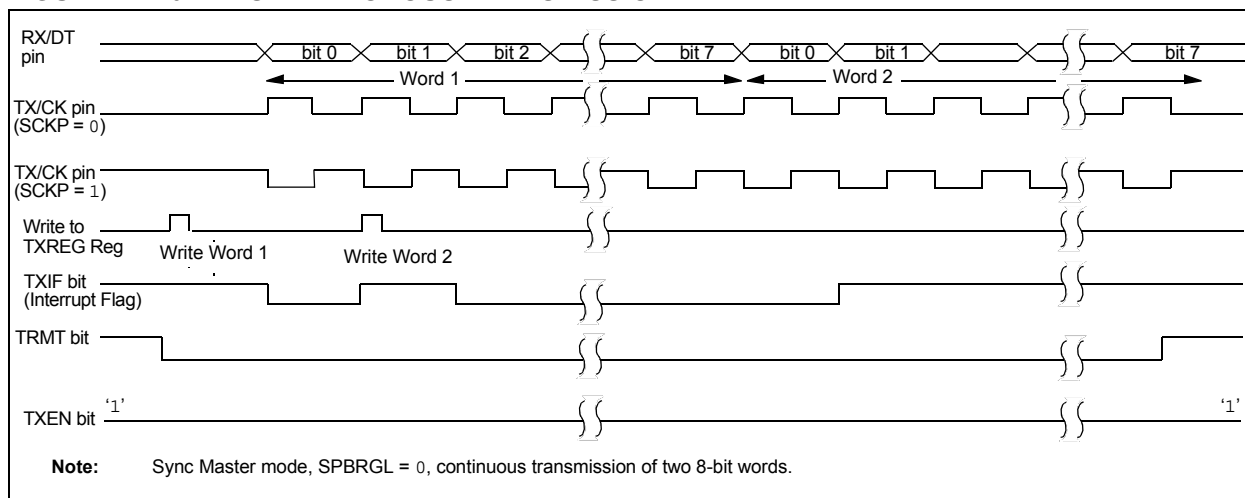 RX/DT
pin
bit 0 bit 1 bit 2 bit 7 bit 0 bit 1 bit 7
Word 1 Word 2
TX/CK pin
(SCKP = 0)
TX/CK pin
(SCKP = 1)
Write to
TXREG Reg
Write Word 1 Write Word 2
TXIF bit
(Interrupt Flag)
TRMT bit
TXEN bit
‘1’ ‘1’
Note: Sync Master mode, SPBRGL = 0, continuous transmission of two 8-bit words.